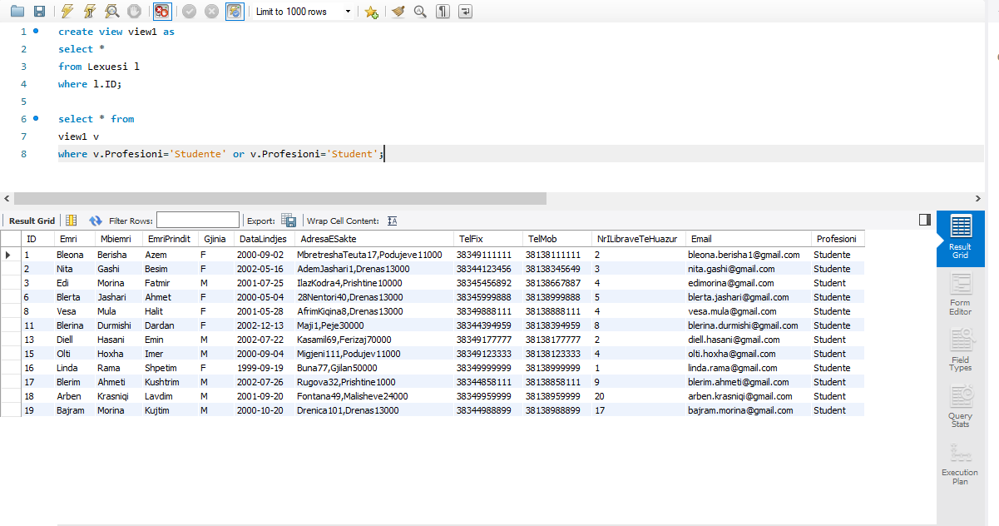 Limit to 1000 rows
1 create view view1 as
2 select *
3 from Lexuesi l
4 where l.ID;
5
6 select * from
7 view1 v
8 where v.Profesioni='Studente' or v.Profesioni='Student';
Result Grid Filter Rows: Export: Wrap Cell Content:
ID Emri Mbiemri EmriPrindit Gjinia DataLindjes AdresaESakte TelFix TelMob NrILibraveTeHuazur Email Profesioni
1 Bleona Berisha Azem F 2000-09-02 MbretreshaTeuta17,Podujeve11000 38349111111 38138111111 2 bleona.berisha1@gmail.com Studente
2 Nita Gashi Besim F 2002-05-16 AdemJashari1,Drenas13000 38344123456 38138345649 3 nita.gashi@gmail.com Studente
3 Edi Morina Fatmir M 2001-07-25 IlazKodra4,Prishtine10000 38345456892 38138667887 4 edimorina@gmail.com Student
6 Blerta Jashari Ahmet F 2000-05-04 28Nentori40,Drenas13000 38345999888 38138999888 5 blerta.jashari@gmail.com Studente
8 Vesa Mula Halit F 2001-05-28 AfrimKiqina8,Drenas13000 38349888111 38138888111 4 vesa.mula@gmail.com Studente
11 Blerina Durmishi Dardan F 2002-12-13 Maji1,Peje30000 38344394959 38138394959 8 blerina.durmishi@gmail.com Studente
13 Diell Hasani Emin M 2002-07-22 Kasamil69,Ferizaj70000 38349177777 38138177777 2 diell.hasani@gmail.com Student
15 Olti Hoxha Imer M 2000-09-04 Migjeni111,Podujev11000 38349123333 38138123333 4 olti.hoxha@gmail.com Student
16 Linda Rama Shpetim F 1999-09-19 Buna77,Gjilan50000 38349999999 38138999999 1 linda.rama@gmail.com Studente
17 Blerim Ahmeti Kushtrim M 2002-07-26 Rugova32,Prishtine1000 38344858111 38138858111 9 blerim.ahmeti@gmail.com Student
18 Arben Krasniqi Lavdim M 2001-09-20 Fontana49,Malisheve24000 38349959999 38138959999 20 arben.krasniqi@gmail.com Student
19 Bajram Morina Kujtim M 2000-10-20 Drenica101,Drenas13000 38344988899 38138988899 17 bajram.morina@gmail.com Student
Result
Grid
Form
Editor
Field
Types
Query
Stats
Execution
Plan